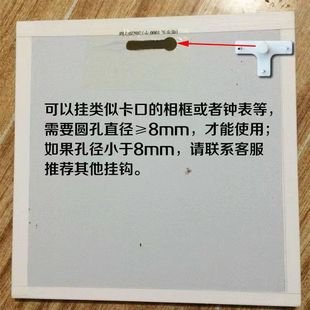 可以挂类似卡口的相框或者钟表等，
需要圆孔直径≥8mm，才能使用；
如果孔径小于8mm，请联系客服
推荐其他挂钩。